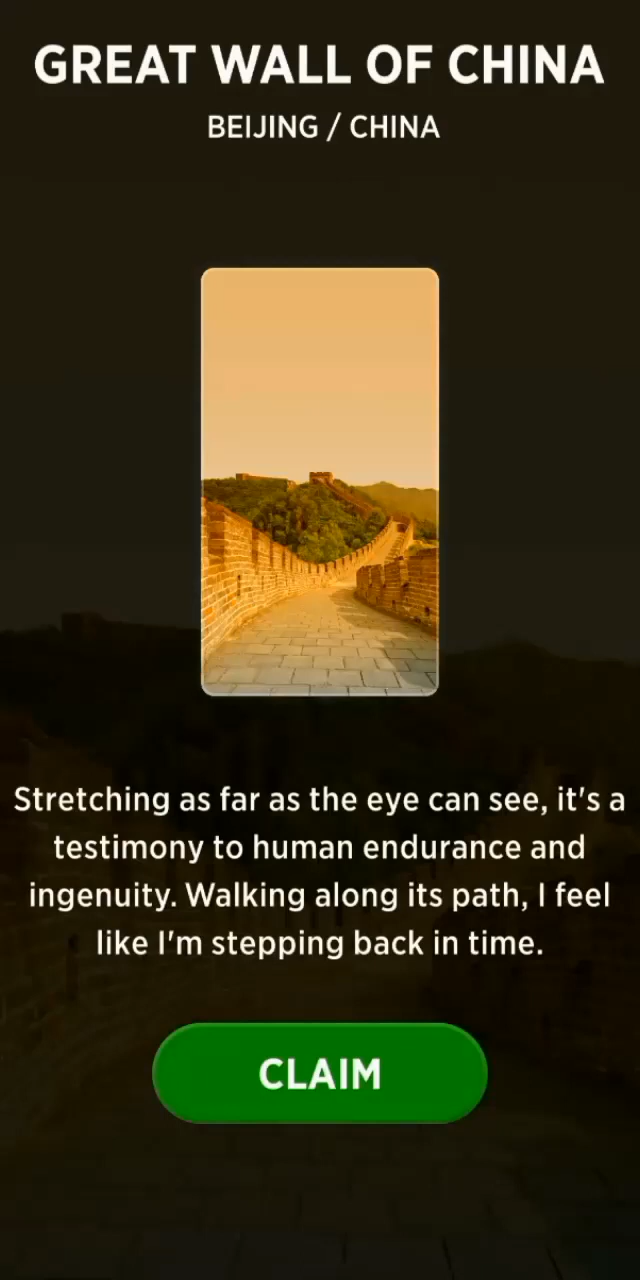 GREAT WALL OF CHINA
BEIJING / CHINA
Stretching as far as the eye can see, it's a
testimony to human endurance and
ingenuity. Walking along its path, I feel
like I'm stepping back in time.
CLAIM